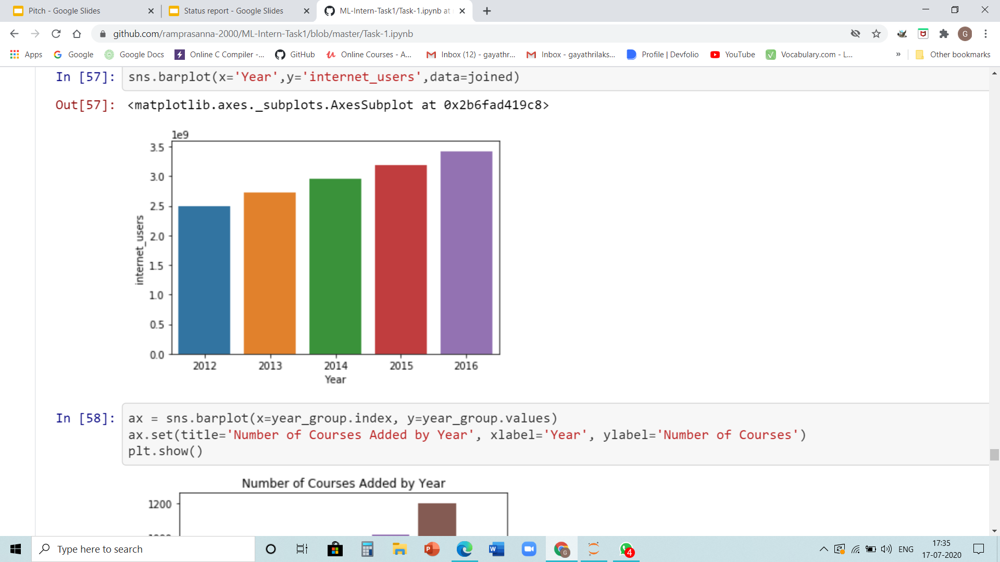 Pitch - Google Slides
Status report - Google Slides
ML-Intern-Task1/Task-1.ipynb at
github.com/ramprasanna-2000/ML-Intern-Task1/blob/master/Task-1.ipynb
G
Apps
Google
Google Docs
Online C Compiler -...
GitHub
Online Courses - A...
Inbox (12) - gayathr...
Inbox - gayathrilaks...
Profile | Devfolio
YouTube
Vocabulary.com - L...
»
Other bookmarks
In [57]: sns.barplot(x='Year',y='internet_users',data=joined)
Out[57]: <matplotlib.axes._subplots.AxesSubplot at 0x2b6fad419c8>
1e9
3.5
3.0
2.5
2.0
1.5
1.0
0.5
0.0
internet_users
2012 2013 2014 2015 2016
Year
In [58]: ax = sns.barplot(x=year_group.index, y=year_group.values)
ax.set(title='Number of Courses Added by Year', xlabel='Year', ylabel='Number of Courses')
plt.show()
Number of Courses Added by Year
1200
Type here to search
4
ENG
17:35
17-07-2020